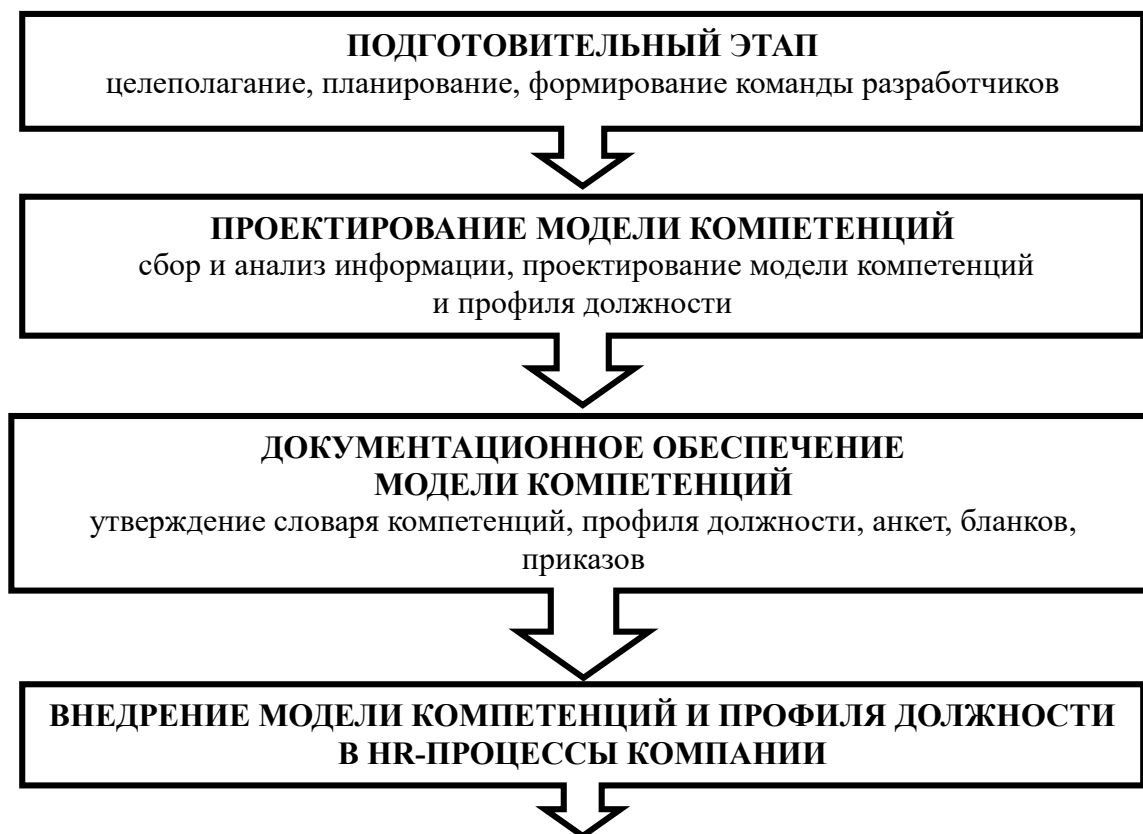 ПОДГОТОВИТЕЛЬНЫЙ ЭТАП
целеполагание, планирование, формирование команды разработчиков
ПРОЕКТИРОВАНИЕ МОДЕЛИ КОМПЕТЕНЦИЙ
сбор и анализ информации, проектирование модели компетенций
и профиля должности
ДОКУМЕНТАЦИОННОЕ ОБЕСПЕЧЕНИЕ
МОДЕЛИ КОМПЕТЕНЦИЙ
утверждение словаря компетенций, профиля должности, анкет, бланков,
приказов
ВНЕДРЕНИЕ МОДЕЛИ КОМПЕТЕНЦИЙ И ПРОФИЛЯ ДОЛЖНОСТИ
В HR-ПРОЦЕССЫ КОМПАНИИ